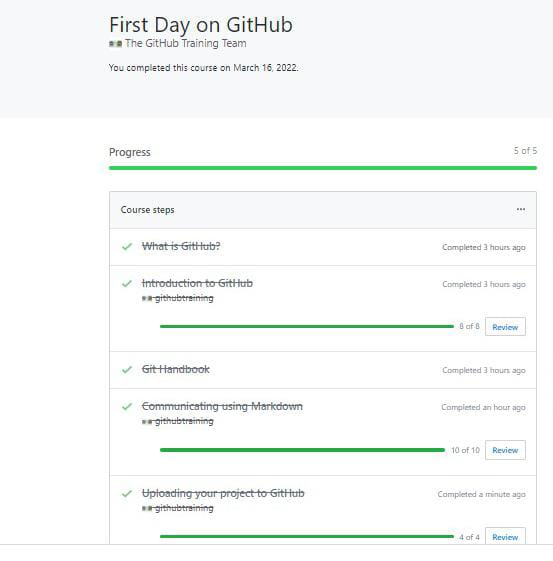 First Day on GitHub
The GitHub Training Team
You completed this course on March 16, 2022.
Progress
5 of 5
Course steps
...
What is GitHub?
Completed 3 hours ago
Introduction to GitHub
Completed 3 hours ago
githubtraining
8 of 8
Review
Git Handbook
Completed 3 hours ago
Communicating using Markdown
Completed an hour ago
githubtraining
10 of 10
Review
Uploading your project to GitHub
Completed a minute ago
githubtraining
4 of 4
Review